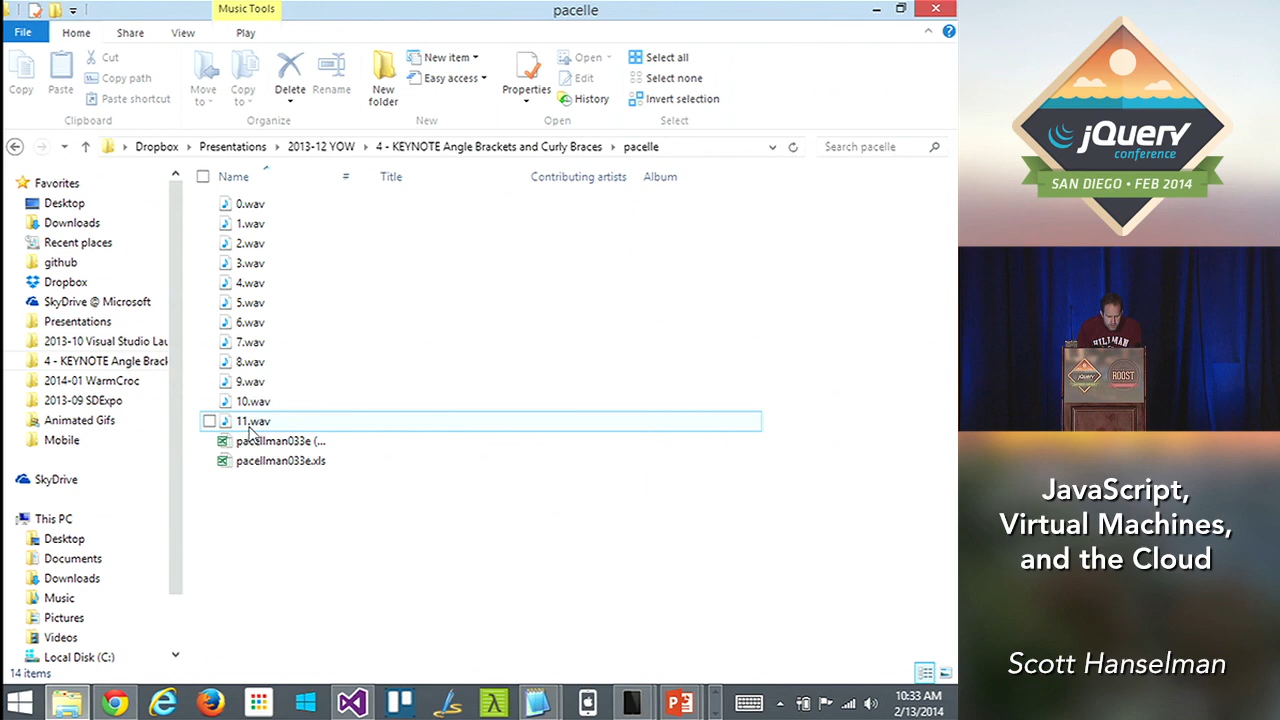 Music Tools
pacelle
File
Home
Share
View
Play
Copy
Paste
Cut
Copy path
Paste shortcut
Clipboard
Move to
Copy to
Delete
Rename
Organize
New folder
New item
Easy access
New
Properties
Open
Edit
History
Open
Select all
Select none
Invert selection
Select
Dropbox
Presentations
2013-12 YOW
4 - KEYNOTE Angle Brackets and Curly Braces
pacelle
Search pacelle
Name
#
Title
Contributing artists
Album
Favorites
Desktop
Downloads
Recent places
github
Dropbox
SkyDrive @ Microsoft
Presentations
2013-10 Visual Studio Lau
4 - KEYNOTE Angle Brack
2014-01 WarmCroc
2013-09 SDExpo
Animated Gifs
Mobile
SkyDrive
This PC
Desktop
Documents
Downloads
Music
Pictures
Videos
Local Disk (C:)
0.wav
1.wav
2.wav
3.wav
4.wav
5.wav
6.wav
7.wav
8.wav
9.wav
10.wav
11.wav
pacellman033e (...
pacellman033e.xls
14 items
10:33 AM
2/13/2014
jQuery
conference
SAN DIEGO • FEB 2014
HILLMAN
jQuery
ROOST
JavaScript,
Virtual Machines,
and the Cloud
Scott Hanselman